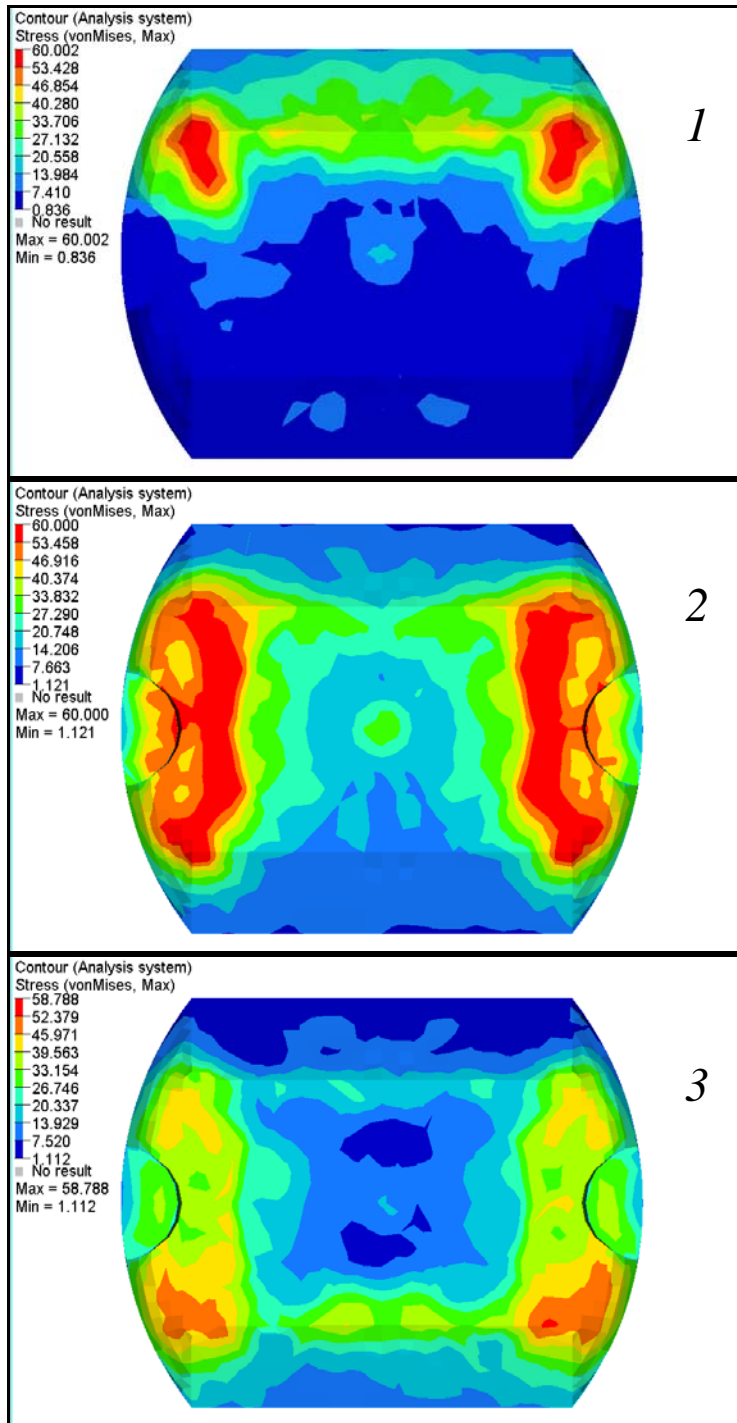 Contour (Analysis system)
Stress (vonMises, Max)
60.002
53.428
46.854
40.280
33.706
27.132
20.558
13.984
7.410
0.836
No result
Max = 60.002
Min = 0.836
1
Contour (Analysis system)
Stress (vonMises, Max)
60.000
53.458
46.916
40.374
33.832
27.290
20.748
14.206
7.663
1.121
No result
Max = 60.000
Min = 1.121
2
Contour (Analysis system)
Stress (vonMises, Max)
58.788
52.379
45.971
39.563
33.154
26.746
20.337
13.929
7.520
1.112
No result
Max = 58.788
Min = 1.112
3